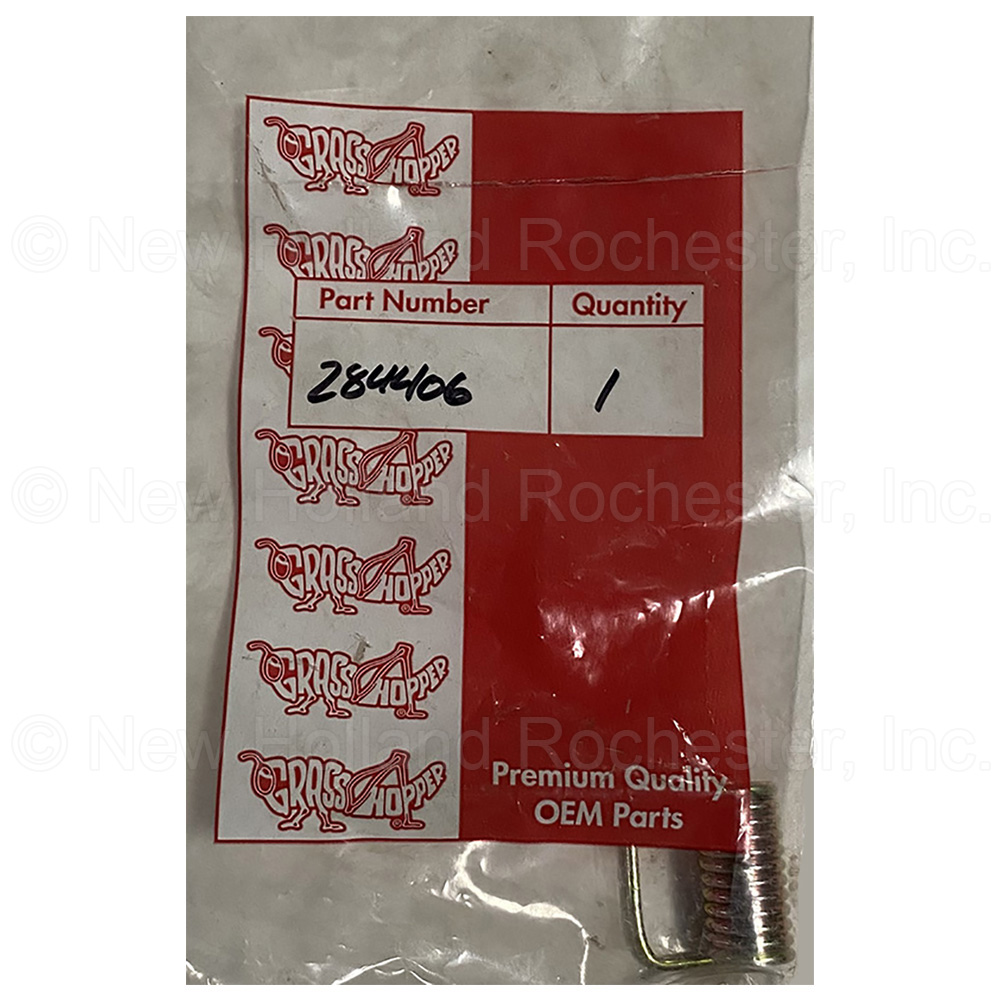 GRASSHOPPER
© New Holland Rochester, Inc.
GRASSHOPPER
Part Number Quantity
284406 1
GRASSHOPPER
© New Holland Rochester, Inc.
GRASSHOPPER
GRASSHOPPER
© New Holland Rochester, Inc.
GRASSHOPPER
Premium Quality
OEM Parts